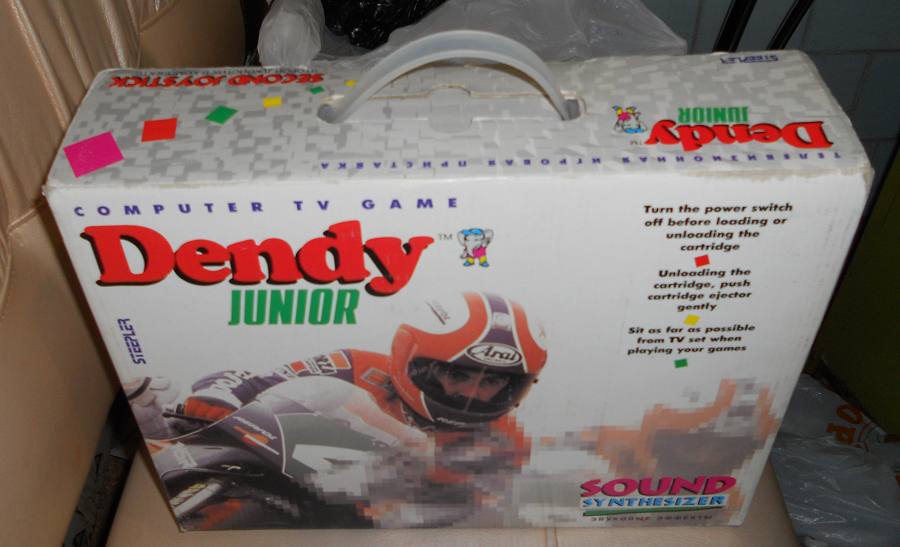 STEEPLER
SECOND JOYSTICK
Dendy
JUNIOR
TM
ТЕЛЕВИЗИОННАЯ ИГРОВАЯ ПРИСТАВКА
COMPUTER TV GAME
Dendy TM
JUNIOR
STEEPLER
Turn the power switch
off before loading or
unloading the
cartridge
Unloading the
cartridge, push
cartridge ejector
gently
Sit as far as possible
from TV set when
playing your games
Arai
SOUND
SYNTHESIZER